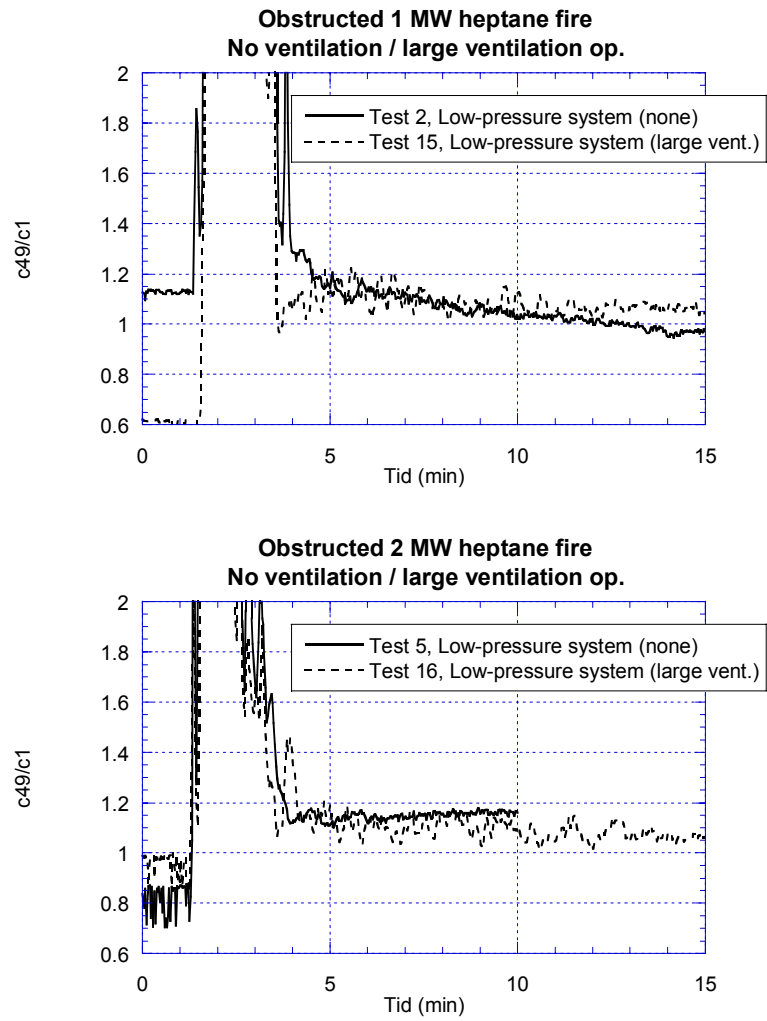 Obstructed 1 MW heptane fire
No ventilation / large ventilation op.
2
1.8
1.6
1.4
1.2
1
0.8
0.6
c49/c1
Test 2, Low-pressure system (none)
Test 15, Low-pressure system (large vent.)
0 5 10 15
Tid (min)
Obstructed 2 MW heptane fire
No ventilation / large ventilation op.
2
1.8
1.6
1.4
1.2
1
0.8
0.6
c49/c1
Test 5, Low-pressure system (none)
Test 16, Low-pressure system (large vent.)
0 5 10 15
Tid (min)